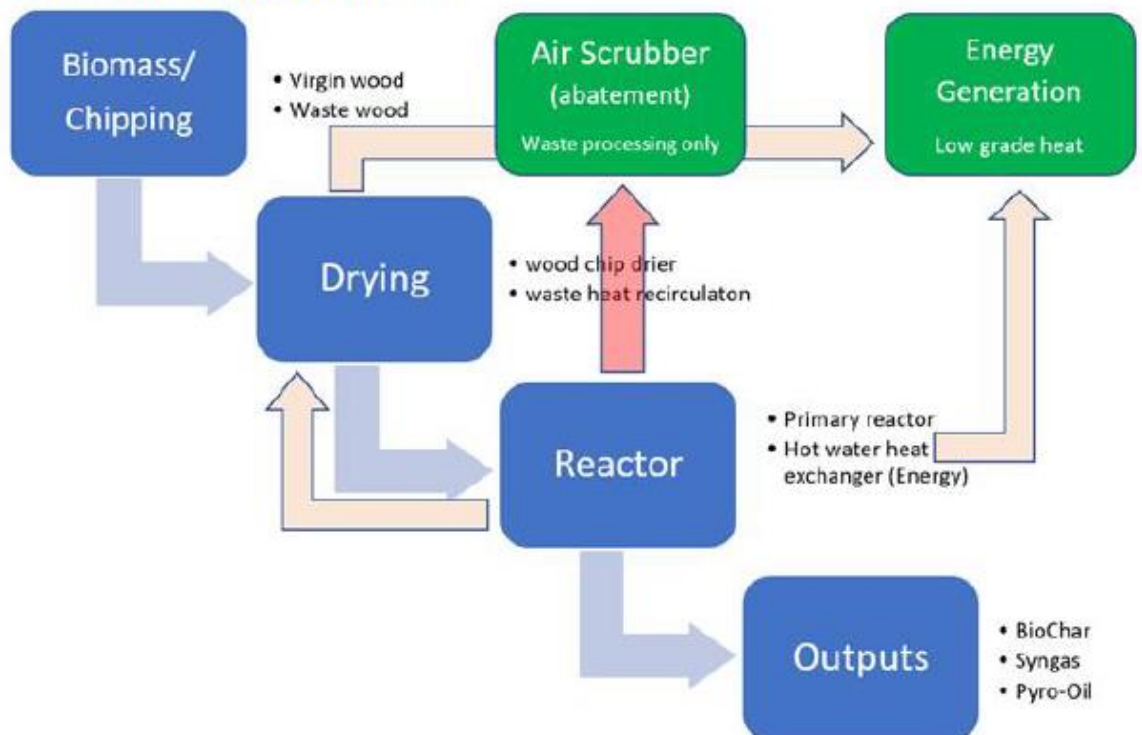 Biomass/
Chipping
• Virgin wood
• Waste wood
Air Scrubber
(abatement)
Waste processing only
Energy
Generation
Low grade heat
Drying
• wood chip drier
• waste heat recirculaton
Reactor
• Primary reactor
• Hot water heat
exchanger (Energy)
Outputs
• BioChar
• Syngas
• Pyro-Oil